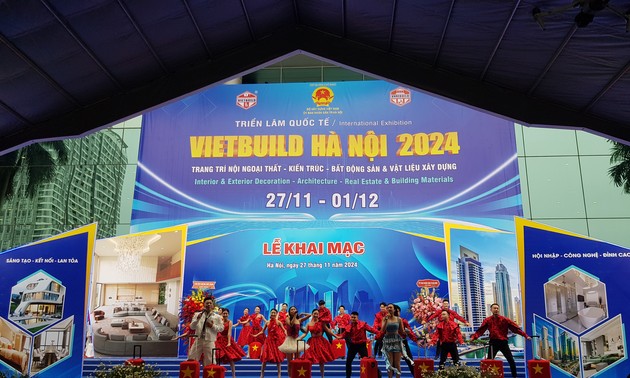 VIETBUILD
VIETBUILD
TRIỂN LÃM QUỐC TẾ / International Exhibition
VIETBUILD HÀ NỘI 2024
TRANG TRÍ NỘI NGOẠI THẤT - KIẾN TRÚC - BẤT ĐỘNG SẢN & VẬT LIỆU XÂY DỰNG
Interior & Exterior Decoration - Architecture - Real Estate & Building Materials
27/11 - 01/12
LỄ KHAI MẠC
Hà Nội, ngày 27 tháng 11 năm 2024
SÁNG TẠO - KẾT NỐI - LAN TỎA
HỘI NHẬP - CÔNG NGHỆ - ĐỈNH CAO